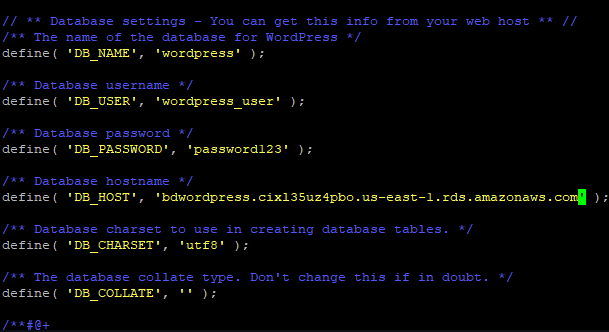 // ** Database settings - You can get this info from your web host ** //
/** The name of the database for WordPress */
define( 'DB_NAME', 'wordpress' );
/** Database username */
define( 'DB_USER', 'wordpress_user' );
/** Database password */
define( 'DB_PASSWORD', 'password123' );
/** Database hostname */
define( 'DB_HOST', 'bdwordpress.cixl35uz4pbo.us-east-1.rds.amazonaws.com' );
/** Database charset to use in creating database tables. */
define( 'DB_CHARSET', 'utf8' );
/** The database collate type. Don't change this if in doubt. */
define( 'DB_COLLATE', '' );
/**#@+